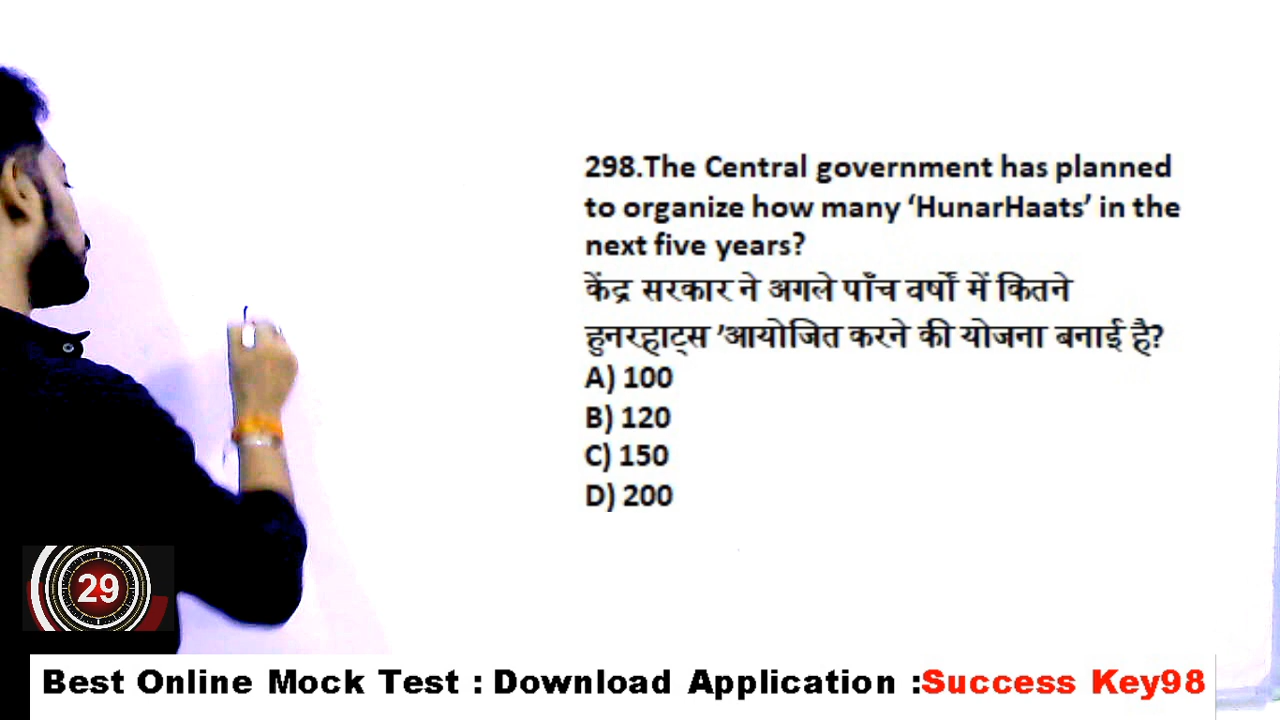 298.The Central government has planned
to organize how many ‘HunarHaats’ in the
next five years?
केंद्र सरकार ने अगले पाँच वर्षों में कितने
हुनरहाट्स ’आयोजित करने की योजना बनाई है?
A) 100
B) 120
C) 150
D) 200
29
Best Online Mock Test : Download Application :Success Key98